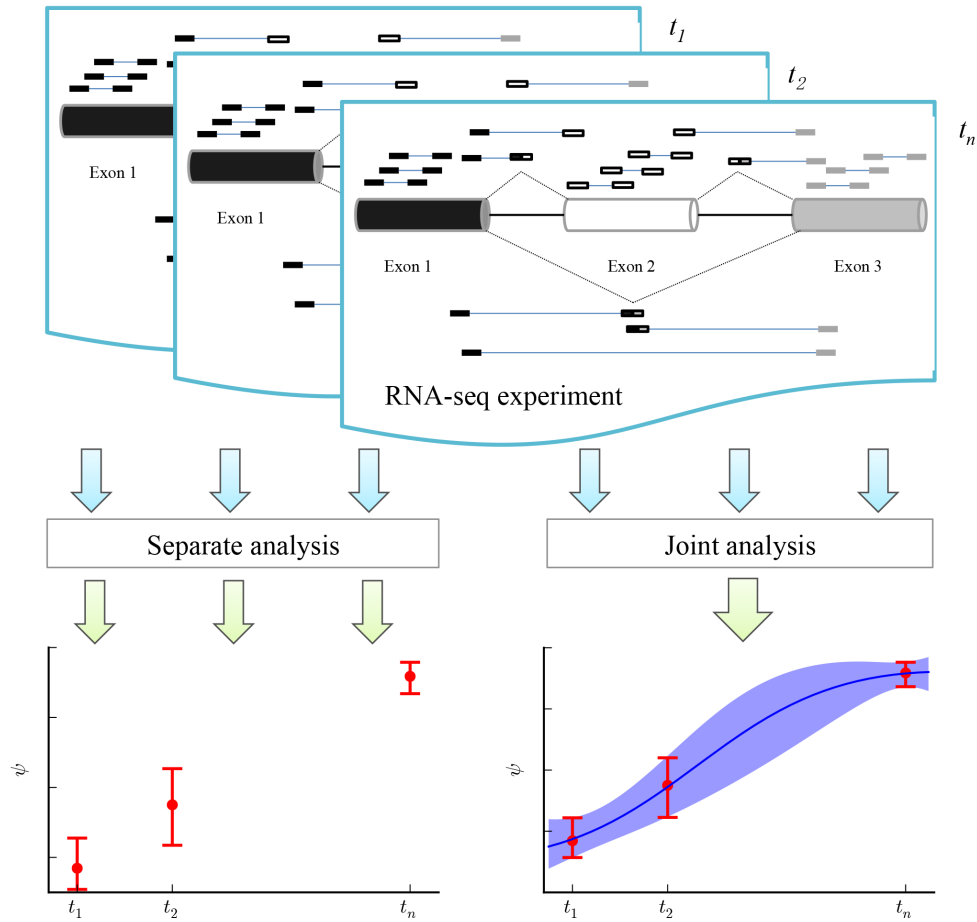 t1
t2
tn
Exon 1
Exon 1
Exon 1
Exon 2
Exon 3
RNA-seq experiment
Separate analysis
Joint analysis
ψ
t1
t2
tn
ψ
t1
t2
tn